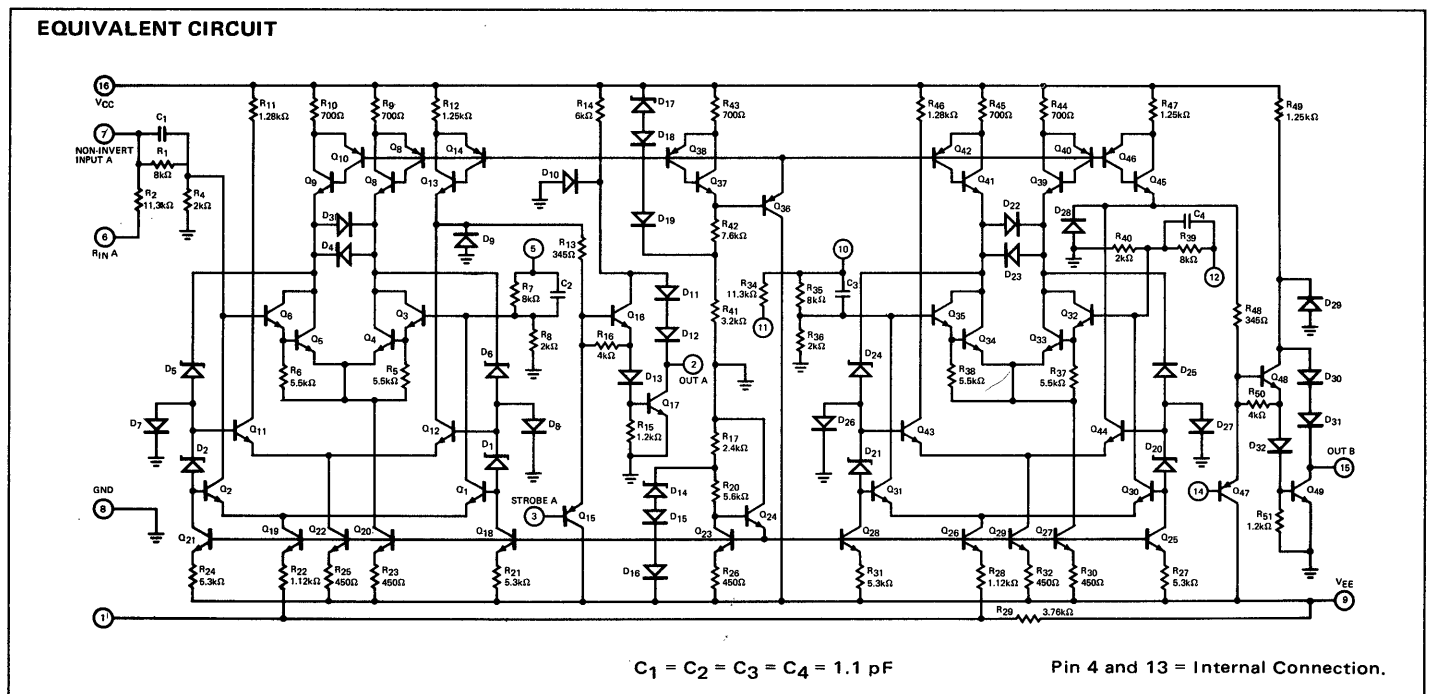 EQUIVALENT CIRCUIT
16
VCC
7
NON-INVERT
INPUT A
6
RIN A
GND
8
1
C1
R1
8kΩ
R2
11,3kΩ
R4
2kΩ
R11
1.28kΩ
R10
700Ω
R9
700Ω
R12
1.25kΩ
R14
6kΩ
D17
D18
R43
700Ω
R46
1.28kΩ
R45
700Ω
R44
700Ω
R47
1.25kΩ
R49
1.25kΩ
Q10
Q8
Q14
Q9
Q8
Q13
D10
Q38
Q37
Q36
Q42
Q41
Q40
Q39
Q46
Q45
D3
D4
D9
R13
345Ω
D19
R42
7.6kΩ
D22
D23
D28
C4
R40
2kΩ
R39
8kΩ
12
5
R7
8kΩ
C2
R8
2kΩ
10
R34
11.3kΩ
11
R35
8kΩ
C3
R36
2kΩ
Q6
Q5
Q3
Q4
R6
5.5kΩ
R5
5.5kΩ
D5
D6
Q16
R16
4kΩ
D11
D12
R41
3.2kΩ
2
OUT A
D13
Q17
R15
1.2kΩ
Q35
Q34
Q32
Q33
R38
5.5kΩ
R37
5.5kΩ
D24
D25
R48
345Ω
D29
Q48
R50
4kΩ
D30
D31
D32
OUT B
15
Q49
R51
1.2kΩ
D7
Q11
D2
Q2
Q12
D8
D1
Q1
STROBE A
3
Q15
R17
2.4kΩ
R20
5.6kΩ
D14
D15
D16
Q24
D26
Q43
D21
Q31
Q44
D27
D20
Q30
14
Q47
Q21
Q19
Q22
Q20
Q18
Q23
Q28
Q26
Q29
Q27
Q25
R24
5.3kΩ
R22
1.12kΩ
R25
450Ω
R23
450Ω
R21
5.3kΩ
R26
450Ω
R31
5.3kΩ
R28
1.12kΩ
R32
450Ω
R30
450Ω
R27
5.3kΩ
VEE
9
R29 3.76kΩ
C1 = C2 = C3 = C4 = 1.1 pF
Pin 4 and 13 = Internal Connection.